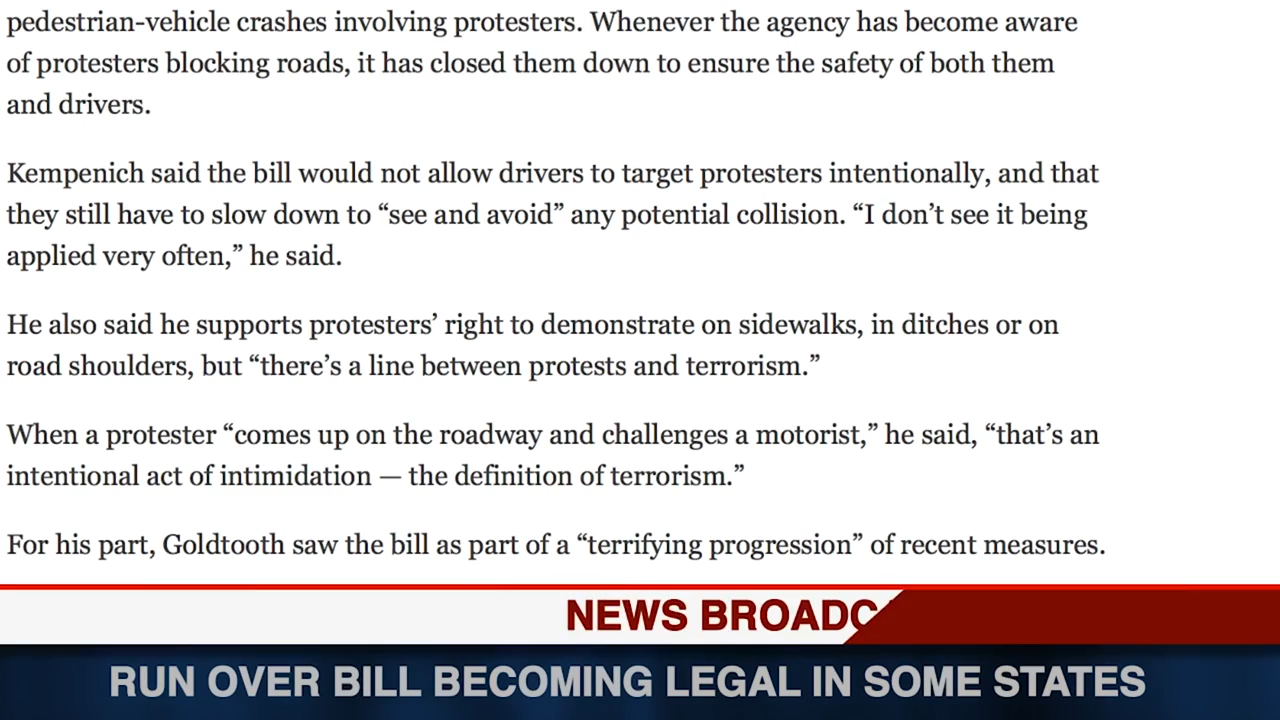 pedestrian-vehicle crashes involving protesters. Whenever the agency has become aware
of protesters blocking roads, it has closed them down to ensure the safety of both them
and drivers.
Kempenich said the bill would not allow drivers to target protesters intentionally, and that
they still have to slow down to “see and avoid” any potential collision. “I don’t see it being
applied very often,” he said.
He also said he supports protesters’ right to demonstrate on sidewalks, in ditches or on
road shoulders, but “there’s a line between protests and terrorism.”
When a protester “comes up on the roadway and challenges a motorist,” he said, “that’s an
intentional act of intimidation — the definition of terrorism.”
For his part, Goldtooth saw the bill as part of a “terrifying progression” of recent measures.
NEWS
RUN OVER BILL BECOMING LEGAL IN SOME STATES